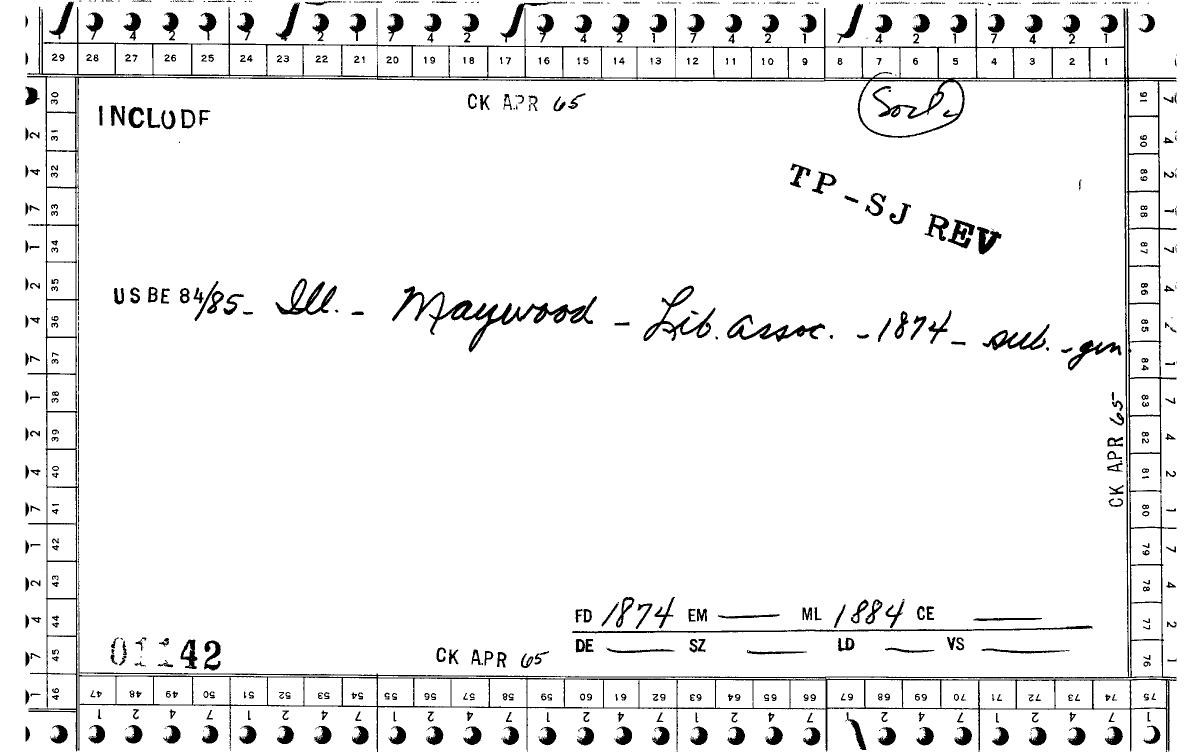 7 4 2 1 7 4 2 1 7 4 2 1 7 4 2 1 7 4 2 1 7 4 2 1 7 4 2 1
29 28 27 26 25 24 23 22 21 20 19 18 17 16 15 14 13 12 11 10 9 8 7 6 5 4 3 2 1
INCLUDE
CK APR 65
TP-SJ REV
USBE 84/85- Ill. - Maywood - Lib. assoc. - 1874 - sub. - gen
CK APR 65
FD 1874 EM ML 1884 CE
DE SZ LD VS
01142
CK APR 65
30 31 32 33 34 35 36 37 38 39 40 41 42 43 44 45 46
91 90 89 88 87 86 85 84 83 82 81 80 79 78 77 76
47 48 49 50 51 52 53 54 55 56 57 58 59 60 61 62 63 64 65 66 67 68 69 70 71 72 73 74 75
1 2 4 7 1 2 4 7 1 2 4 7 1 2 4 7 1 2 4 7 1 2 4 7 1 2 4 7 1